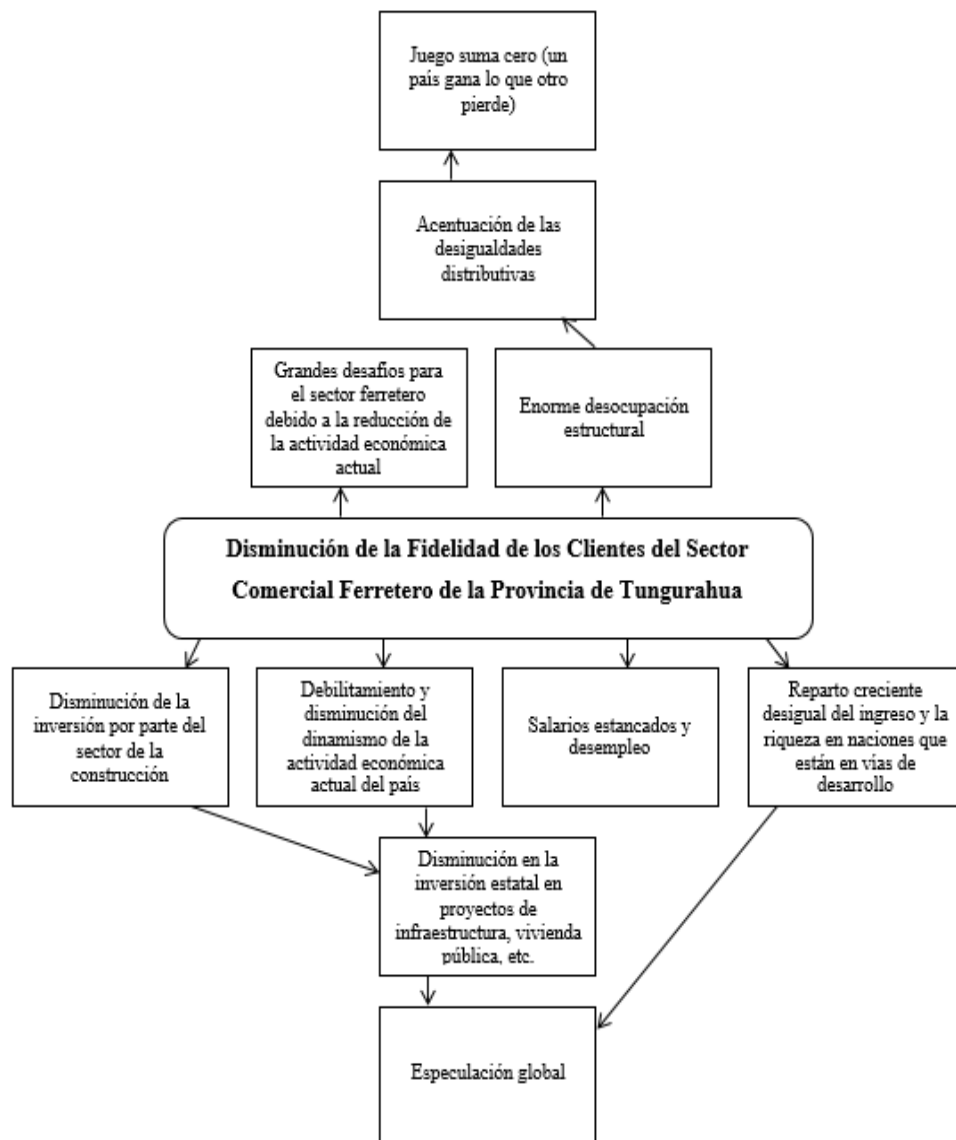 Juego suma cero (un
país gana lo que otro
pierde)
Acentuación de las
desigualdades
distributivas
Grandes desafíos para
el sector ferretero
debido a la reducción de
la actividad económica
actual
Enorme desocupación
estructural
Disminución de la Fidelidad de los Clientes del Sector
Comercial Ferretero de la Provincia de Tungurahua
Disminución de la
inversión por parte del
sector de la
construcción
Debilitamiento y
disminución del
dinamismo de la
actividad económica
actual del país
Salarios estancados y
desempleo
Reparto creciente
desigual del ingreso y la
riqueza en naciones que
están en vías de
desarrollo
Disminución en la
inversión estatal en
proyectos de
infraestructura, vivienda
pública, etc.
Especulación global